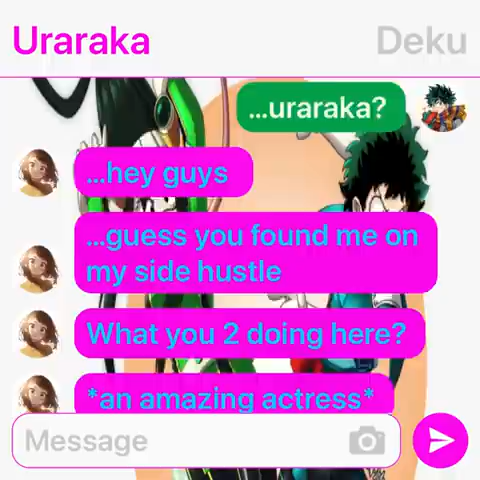 Uraraka Deku
...uraraka?
...hey guys
...guess you found me on
my side hustle
What you 2 doing here?
*an amazing actress*
Message